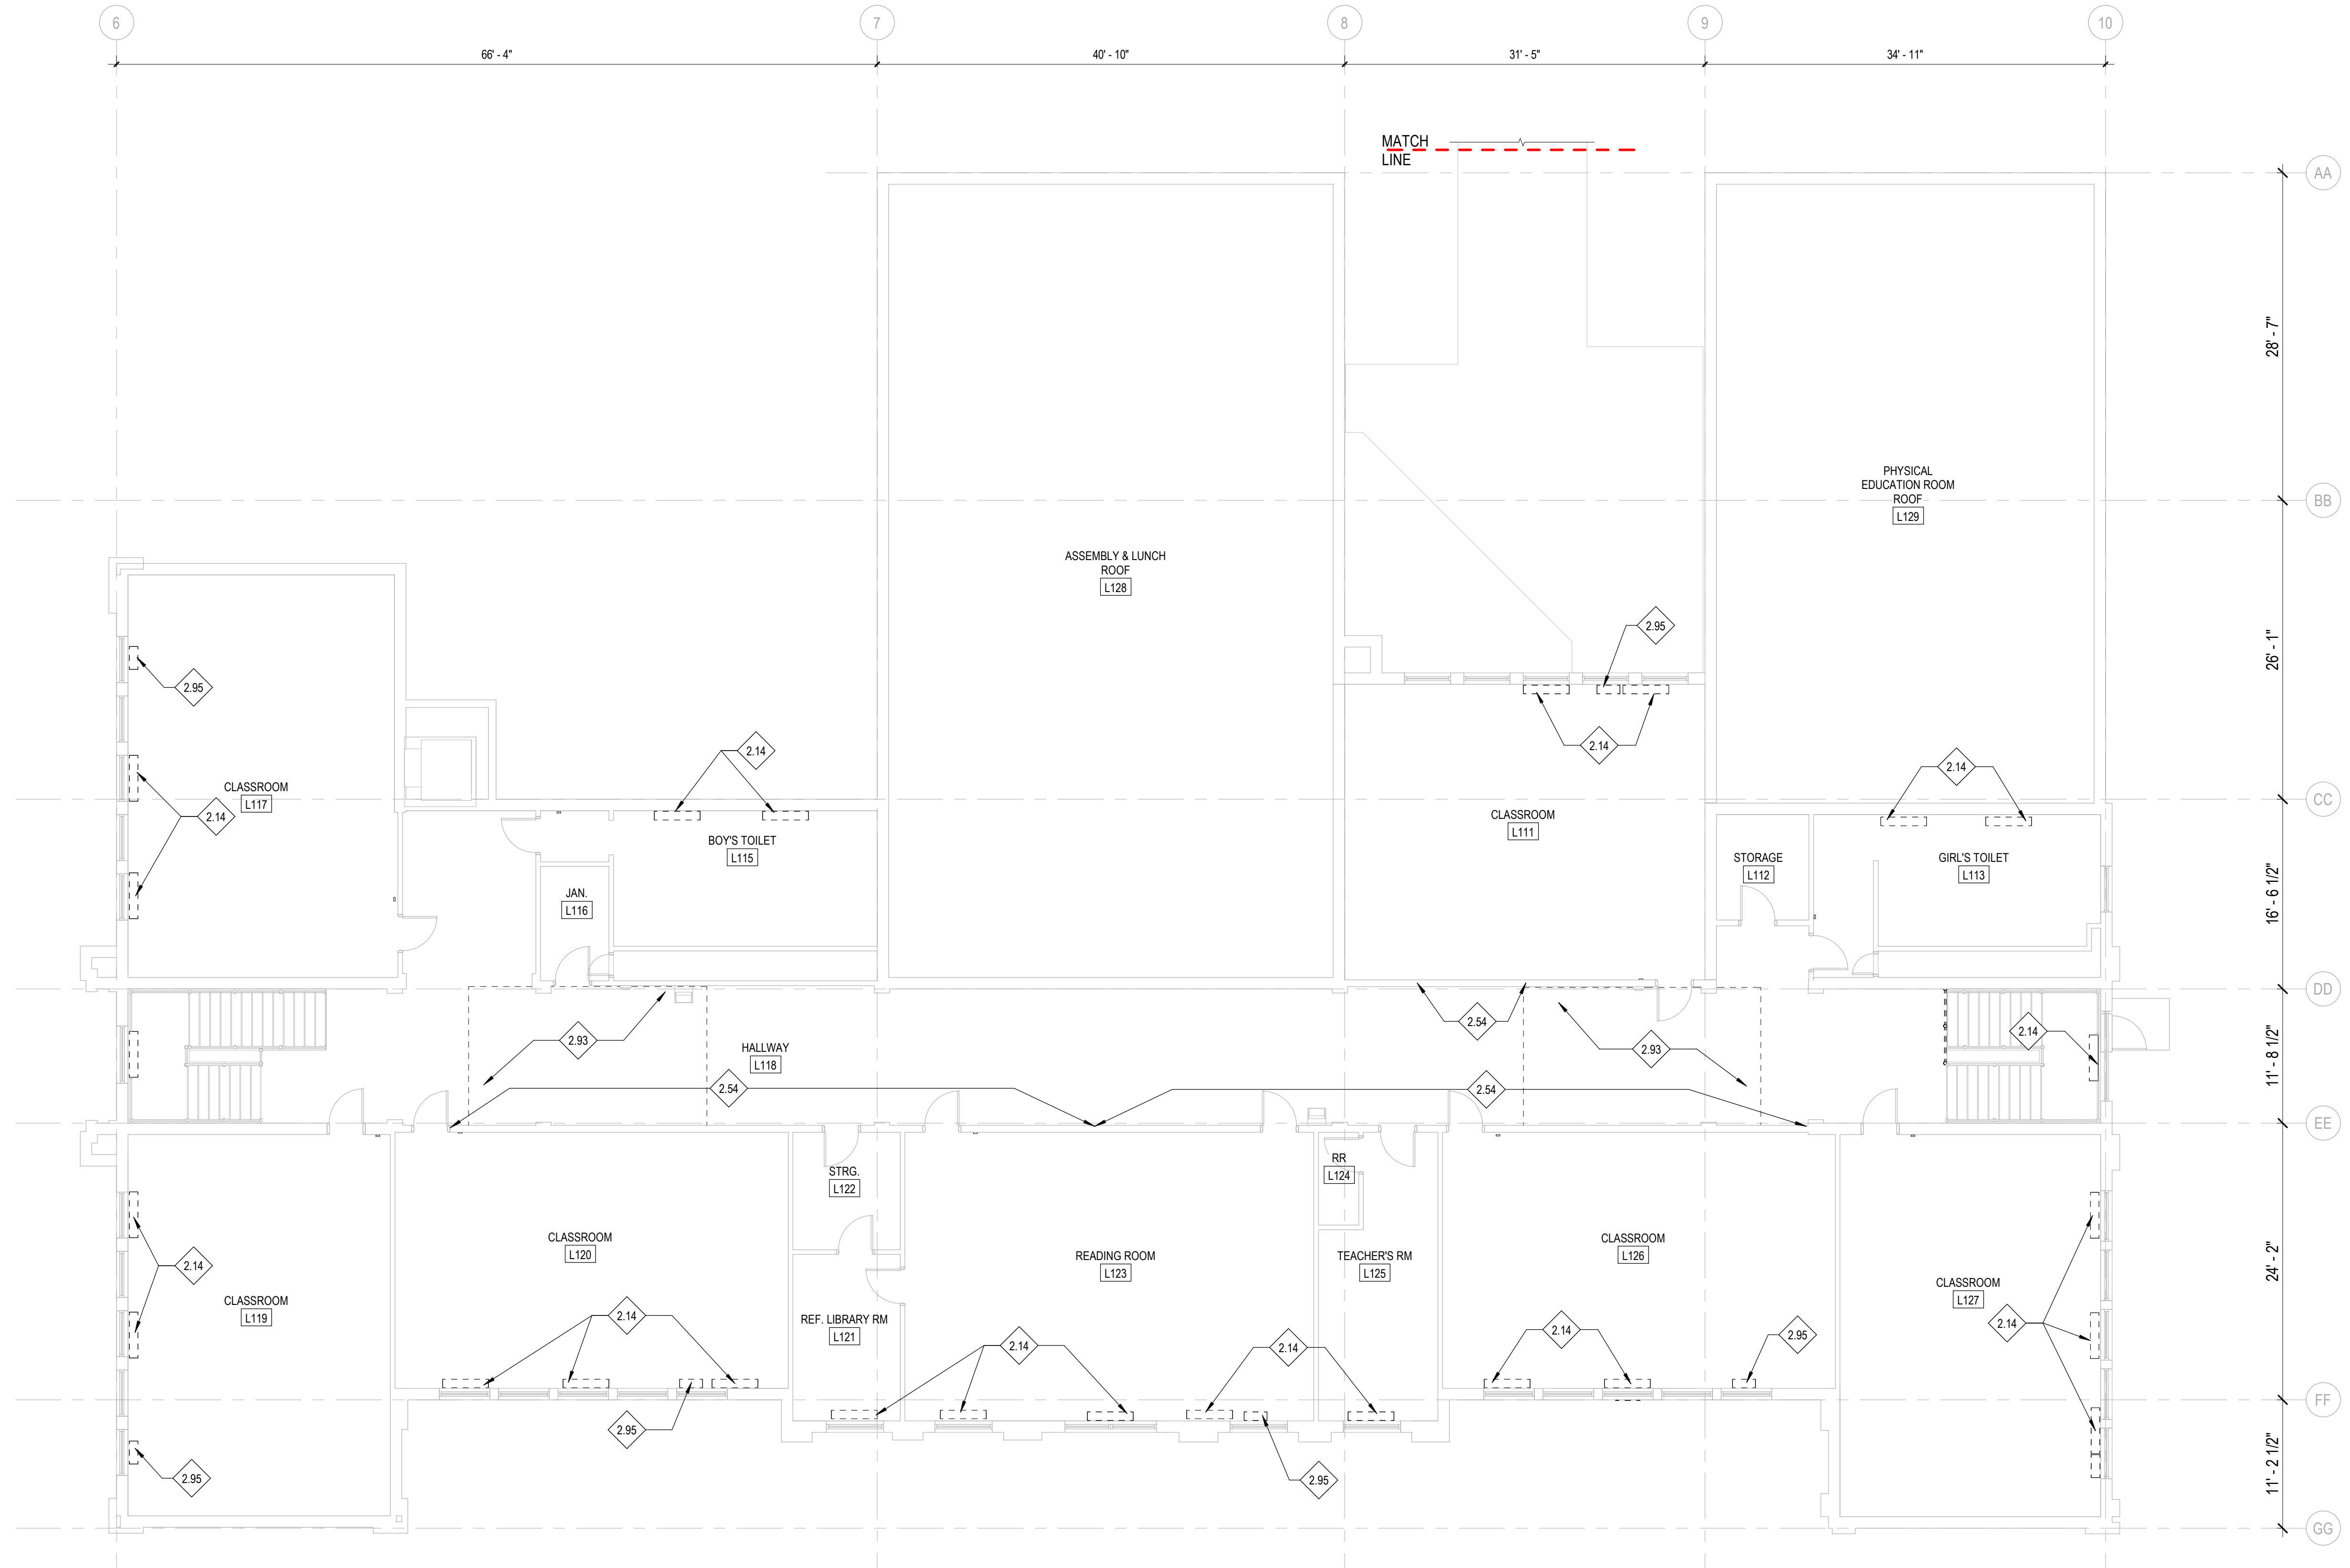 6
7
8
9
10
66' - 4"
40' - 10"
31' - 5"
34' - 11"
MATCH
LINE
AA
28' - 7"
PHYSICAL
EDUCATION ROOM
ROOF
L129
BB
ASSEMBLY & LUNCH
ROOF
L128
2.95
26' - 1"
2.95
2.14
2.14
2.14
CLASSROOM
L117
2.14
CC
CLASSROOM
L111
BOY'S TOILET
L115
STORAGE
L112
GIRL'S TOILET
L113
JAN.
L116
16' - 6 1/2"
DD
2.54
2.14
2.93
HALLWAY
L118
2.93
11' - 8 1/2"
2.54
2.54
EE
RR
L124
STRG.
L122
CLASSROOM
L120
CLASSROOM
L126
READING ROOM
L123
TEACHER'S RM
L125
2.14
24' - 2"
CLASSROOM
L119
CLASSROOM
L127
2.14
REF. LIBRARY RM
L121
2.14
2.14
2.14
2.14
2.95
FF
2.95
2.95
2.95
11' - 2 1/2"
GG